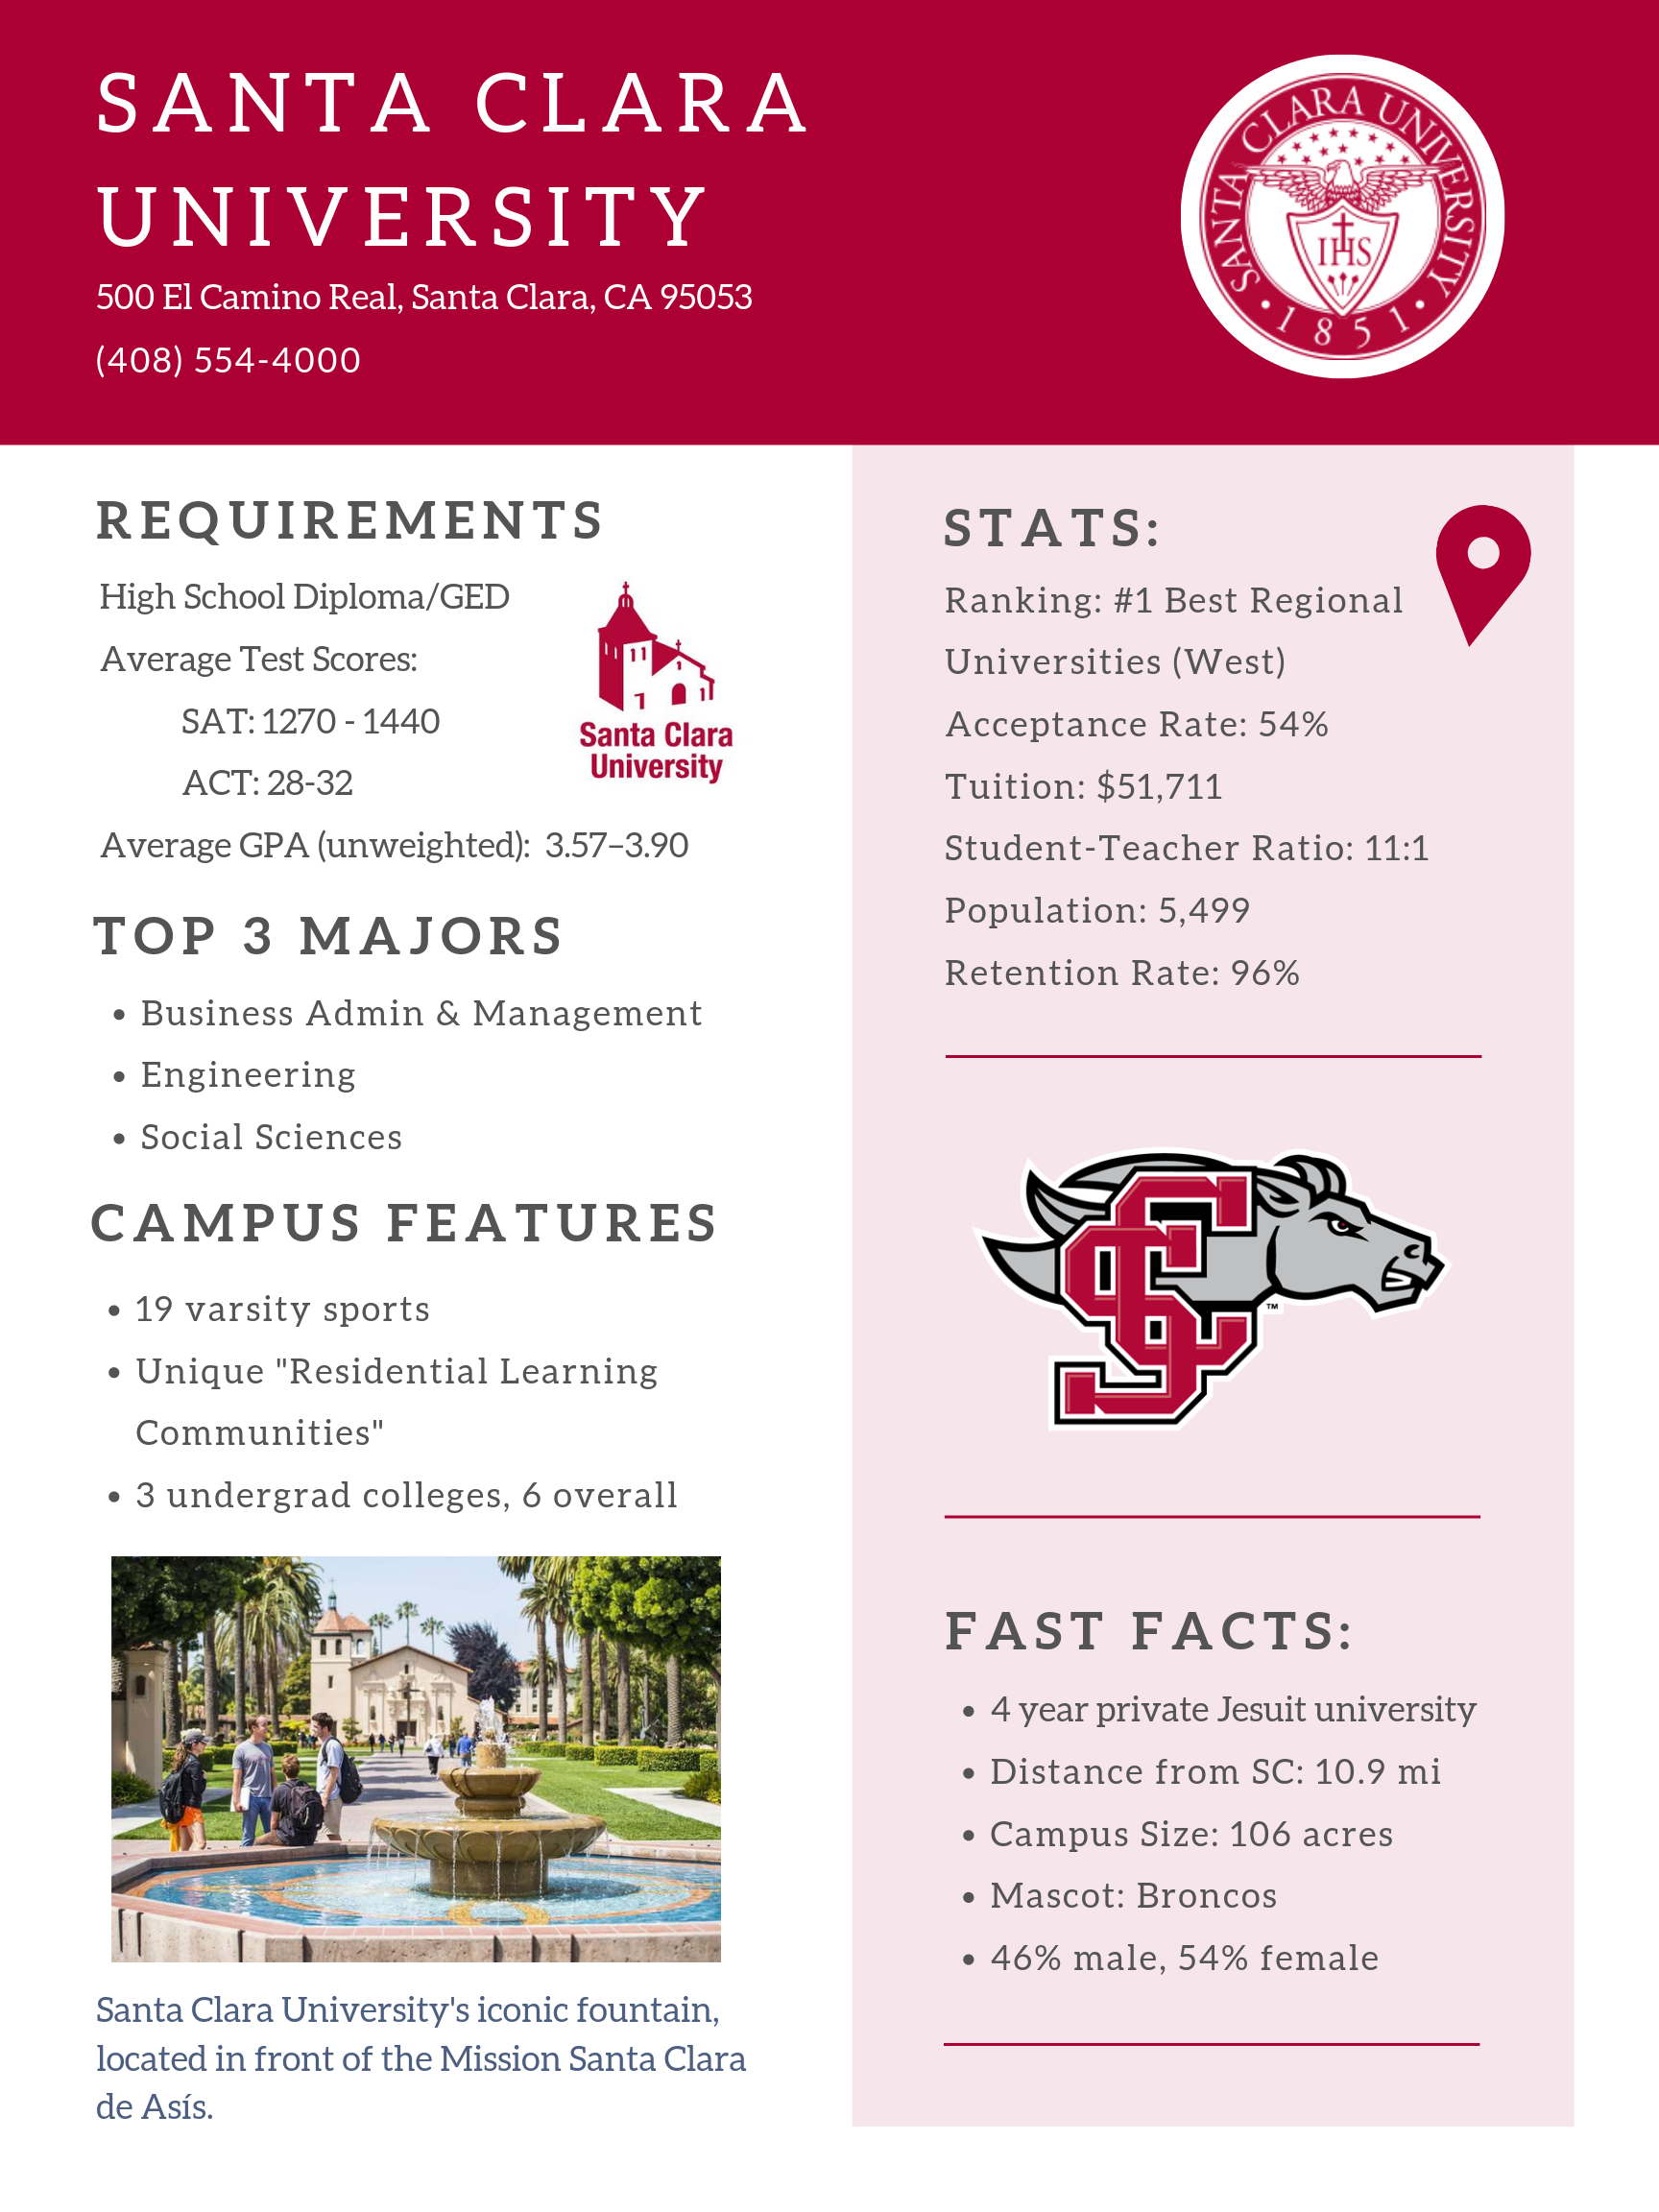 SANTA CLARA
UNIVERSITY
500 El Camino Real, Santa Clara, CA 95053
(408) 554-4000
SANTA CLARA UNIVERSITY
IHS
• 1851 •
REQUIREMENTS
High School Diploma/GED
Average Test Scores:
SAT: 1270 - 1440
ACT: 28-32
Average GPA (unweighted): 3.57–3.90
Santa Clara
University
TOP 3 MAJORS
• Business Admin & Management
• Engineering
• Social Sciences
CAMPUS FEATURES
• 19 varsity sports
• Unique "Residential Learning
Communities"
• 3 undergrad colleges, 6 overall
Santa Clara University's iconic fountain,
located in front of the Mission Santa Clara
de Asís.
STATS:
Ranking: #1 Best Regional
Universities (West)
Acceptance Rate: 54%
Tuition: $51,711
Student-Teacher Ratio: 11:1
Population: 5,499
Retention Rate: 96%
SC
TM
FAST FACTS:
• 4 year private Jesuit university
• Distance from SC: 10.9 mi
• Campus Size: 106 acres
• Mascot: Broncos
• 46% male, 54% female